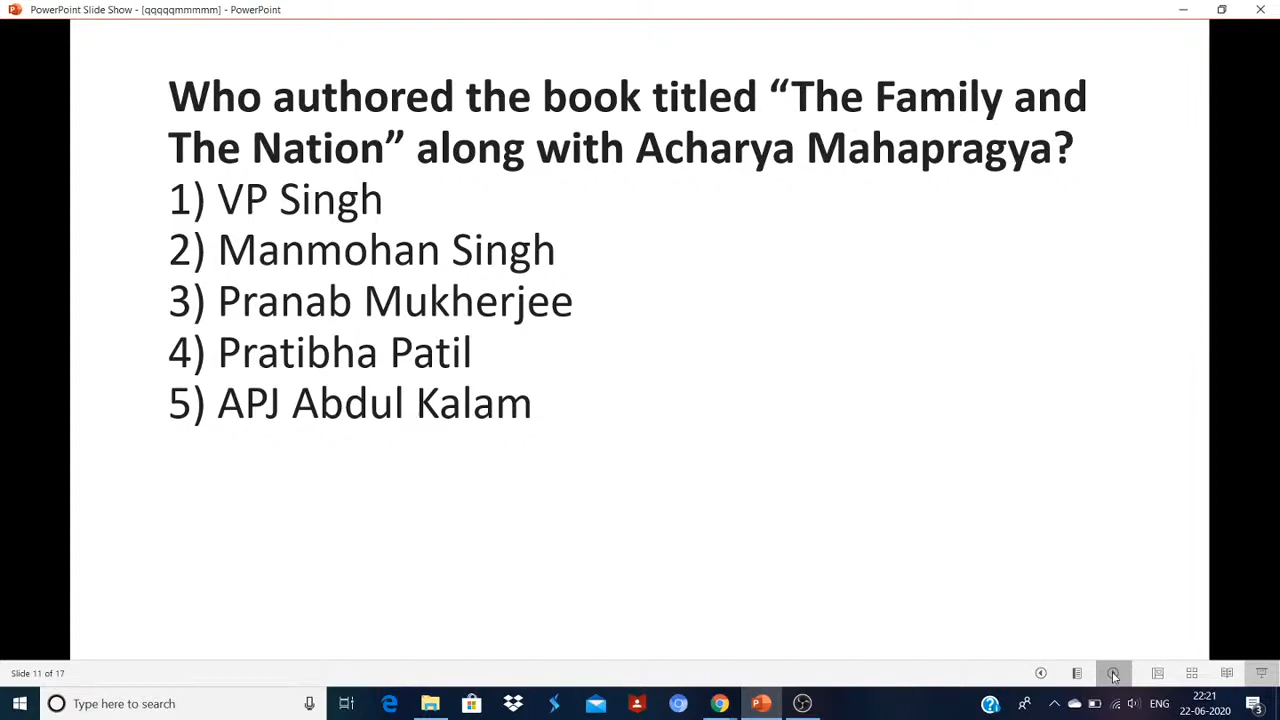 PowerPoint Slide Show - [qqqqqmmmmm] - PowerPoint
Who authored the book titled “The Family and
The Nation” along with Acharya Mahapragya?
1) VP Singh
2) Manmohan Singh
3) Pranab Mukherjee
4) Pratibha Patil
5) APJ Abdul Kalam
Slide 11 of 17
Type here to search
ENG
22:21
22-06-2020
3